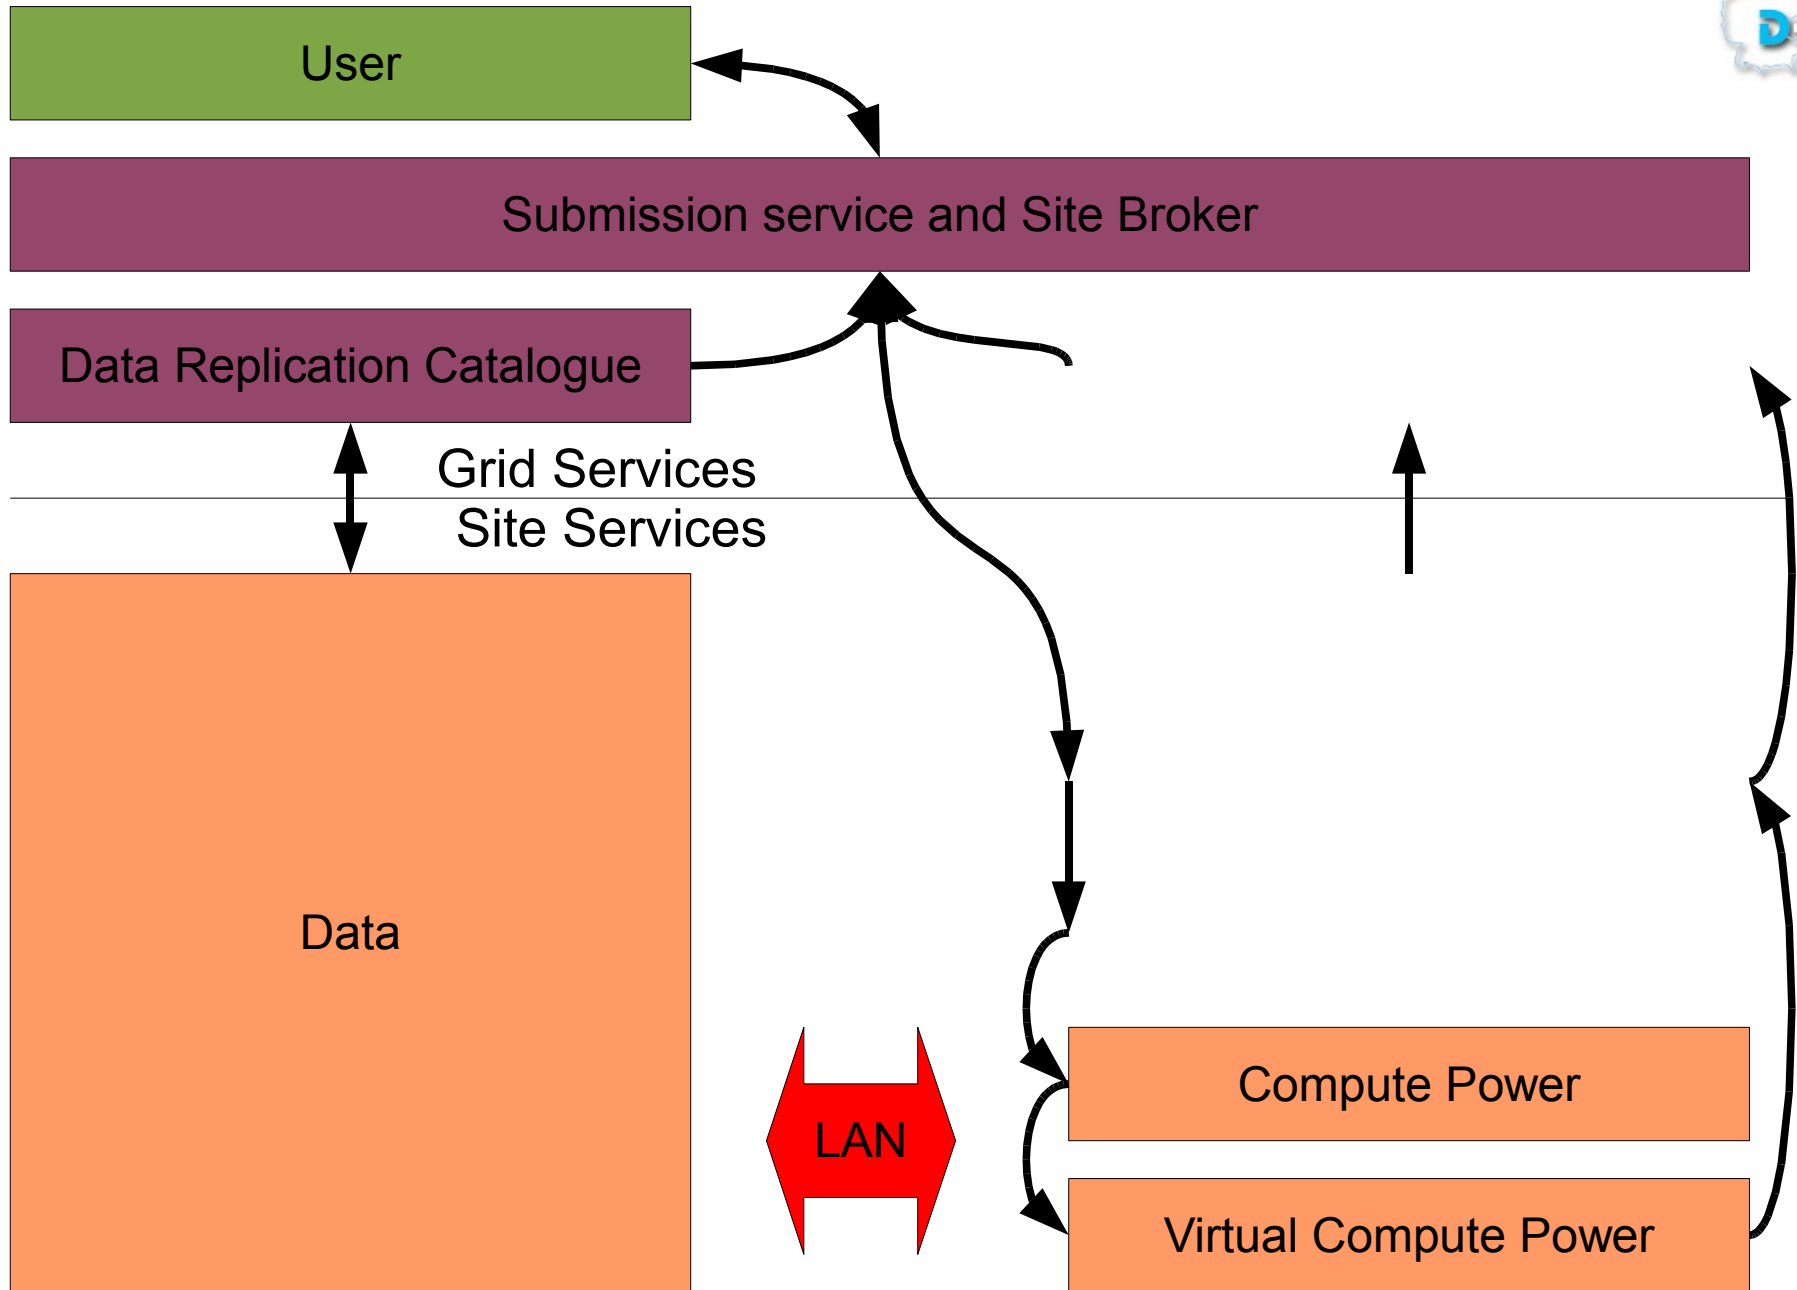 User
Submission service and Site Broker
Data Replication Catalogue
Grid Services
Site Services
Data
Compute Power
LAN
Virtual Compute Power